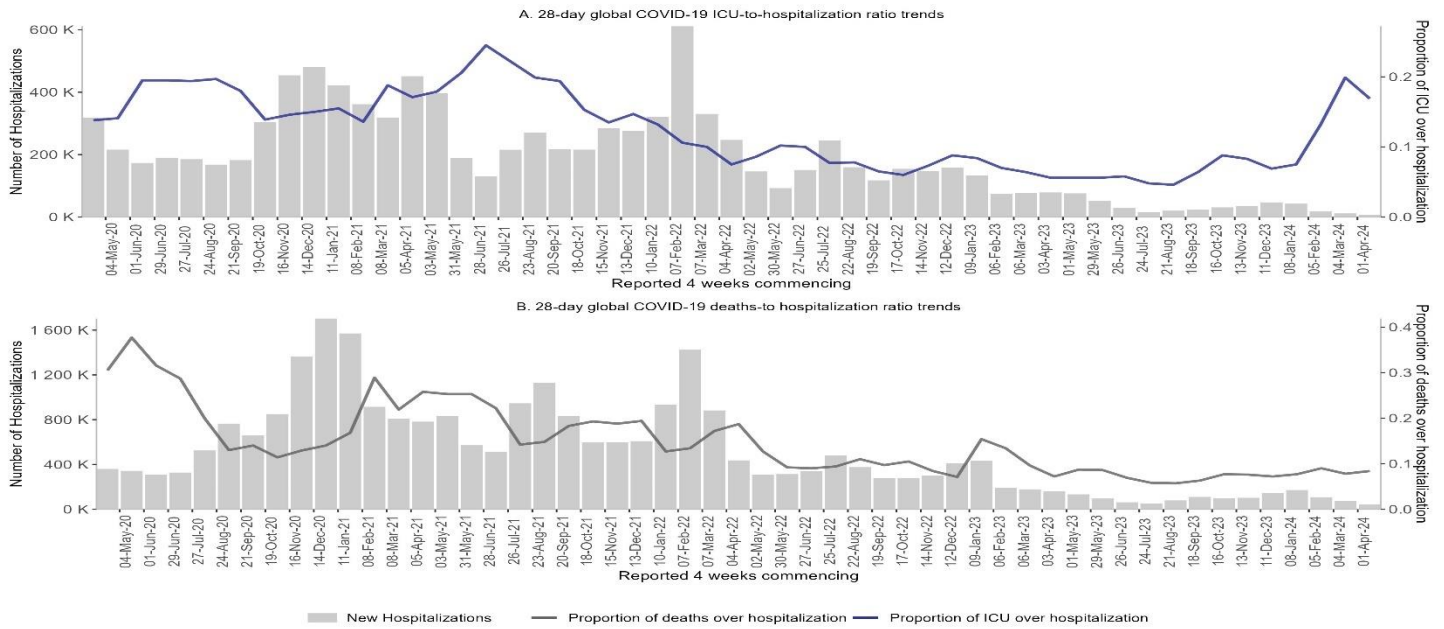 A. 28-day global COVID-19 ICU-to-hospitalization ratio trends
Number of Hospitalizations
600 K
400 K
200 K
0 K
Proportion of ICU over hospitalization
0.2
0.1
0.0
04-May-20
01-Jun-20
29-Jun-20
27-Jul-20
24-Aug-20
21-Sep-20
19-Oct-20
16-Nov-20
14-Dec-20
11-Jan-21
08-Feb-21
08-Mar-21
05-Apr-21
03-May-21
31-May-21
28-Jun-21
26-Jul-21
23-Aug-21
20-Sep-21
18-Oct-21
15-Nov-21
13-Dec-21
10-Jan-22
07-Feb-22
07-Mar-22
04-Apr-22
02-May-22
30-May-22
27-Jun-22
25-Jul-22
22-Aug-22
19-Sep-22
17-Oct-22
14-Nov-22
12-Dec-22
09-Jan-23
06-Feb-23
06-Mar-23
03-Apr-23
01-May-23
29-May-23
26-Jun-23
24-Jul-23
21-Aug-23
18-Sep-23
16-Oct-23
13-Nov-23
11-Dec-23
08-Jan-24
05-Feb-24
04-Mar-24
01-Apr-24
Reported 4 weeks commencing
B. 28-day global COVID-19 deaths-to hospitalization ratio trends
Number of Hospitalizations
1 600 K
1 200 K
800 K
400 K
0 K
Proportion of deaths over hospitalization
0.4
0.3
0.2
0.1
0.0
04-May-20
01-Jun-20
29-Jun-20
27-Jul-20
24-Aug-20
21-Sep-20
19-Oct-20
16-Nov-20
14-Dec-20
11-Jan-21
08-Feb-21
08-Mar-21
05-Apr-21
03-May-21
31-May-21
28-Jun-21
26-Jul-21
23-Aug-21
20-Sep-21
18-Oct-21
15-Nov-21
13-Dec-21
10-Jan-22
07-Feb-22
07-Mar-22
04-Apr-22
02-May-22
30-May-22
27-Jun-22
25-Jul-22
22-Aug-22
19-Sep-22
17-Oct-22
14-Nov-22
12-Dec-22
09-Jan-23
06-Feb-23
06-Mar-23
03-Apr-23
01-May-23
29-May-23
26-Jun-23
24-Jul-23
21-Aug-23
18-Sep-23
16-Oct-23
13-Nov-23
11-Dec-23
08-Jan-24
05-Feb-24
04-Mar-24
01-Apr-24
Reported 4 weeks commencing
New Hospitalizations
Proportion of deaths over hospitalization
Proportion of ICU over hospitalization